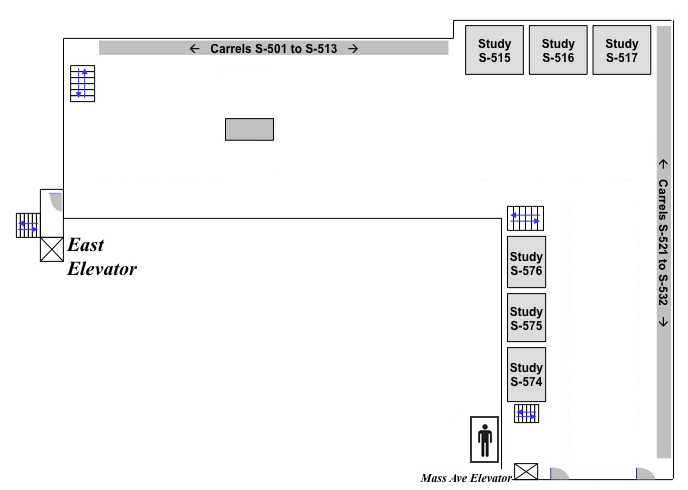 ← Carrels S-501 to S-513 →
Study
S-515
Study
S-516
Study
S-517
← Carrels S-521 to S-532 →
East
Elevator
Study
S-576
Study
S-575
Study
S-574
Mass Ave Elevator